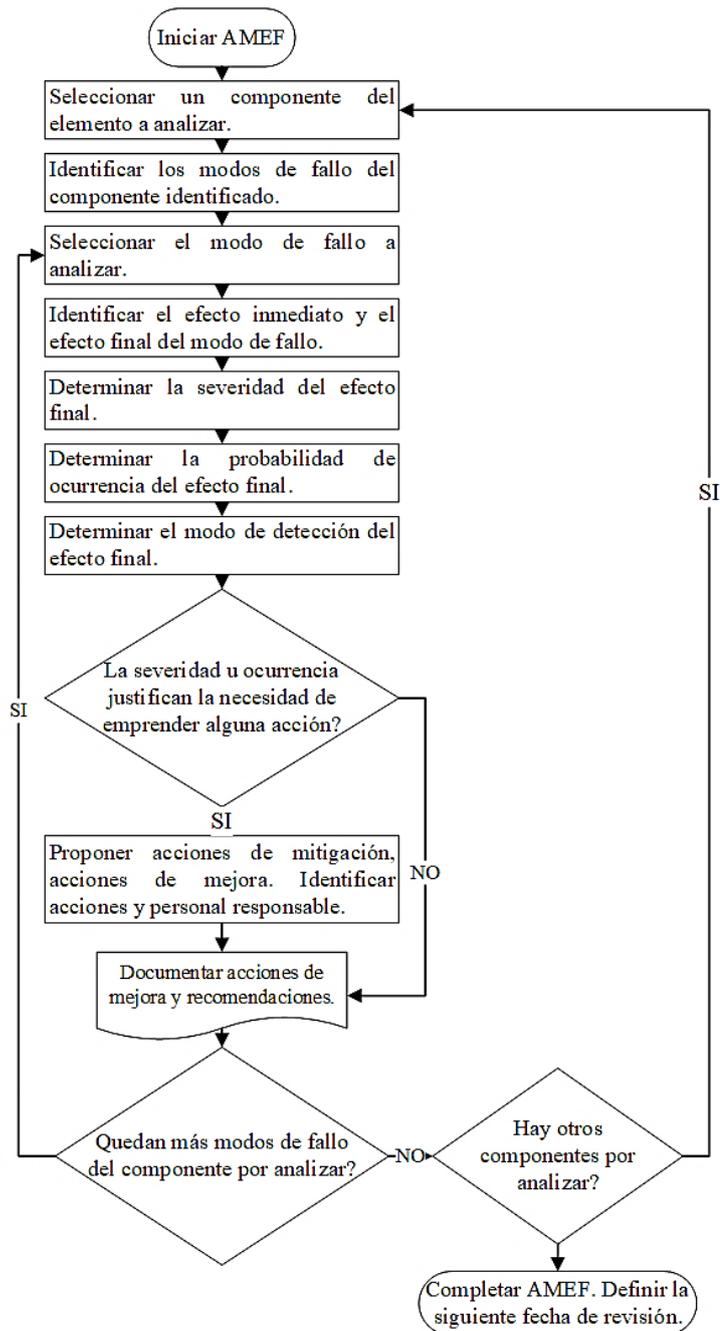 Iniciar AMEF
Seleccionar un componente del
elemento a analizar.
Identificar los modos de fallo del
componente identificado.
Seleccionar el modo de fallo a
analizar.
Identificar el efecto inmediato y el
efecto final del modo de fallo.
Determinar la severidad del efecto
final.
Determinar la probabilidad de
ocurrencia del efecto final.
Determinar el modo de detección del
efecto final.
La severidad u ocurrencia
justifican la necesidad de
emprender alguna acción?
SI
NO
Proponer acciones de mitigación,
acciones de mejora. Identificar
acciones y personal responsable.
Documentar acciones de
mejora y recomendaciones.
Quedan más modos de fallo
del componente por analizar?
SI
NO
Hay otros
componentes por
analizar?
SI
Completar AMEF. Definir la
siguiente fecha de revisión.